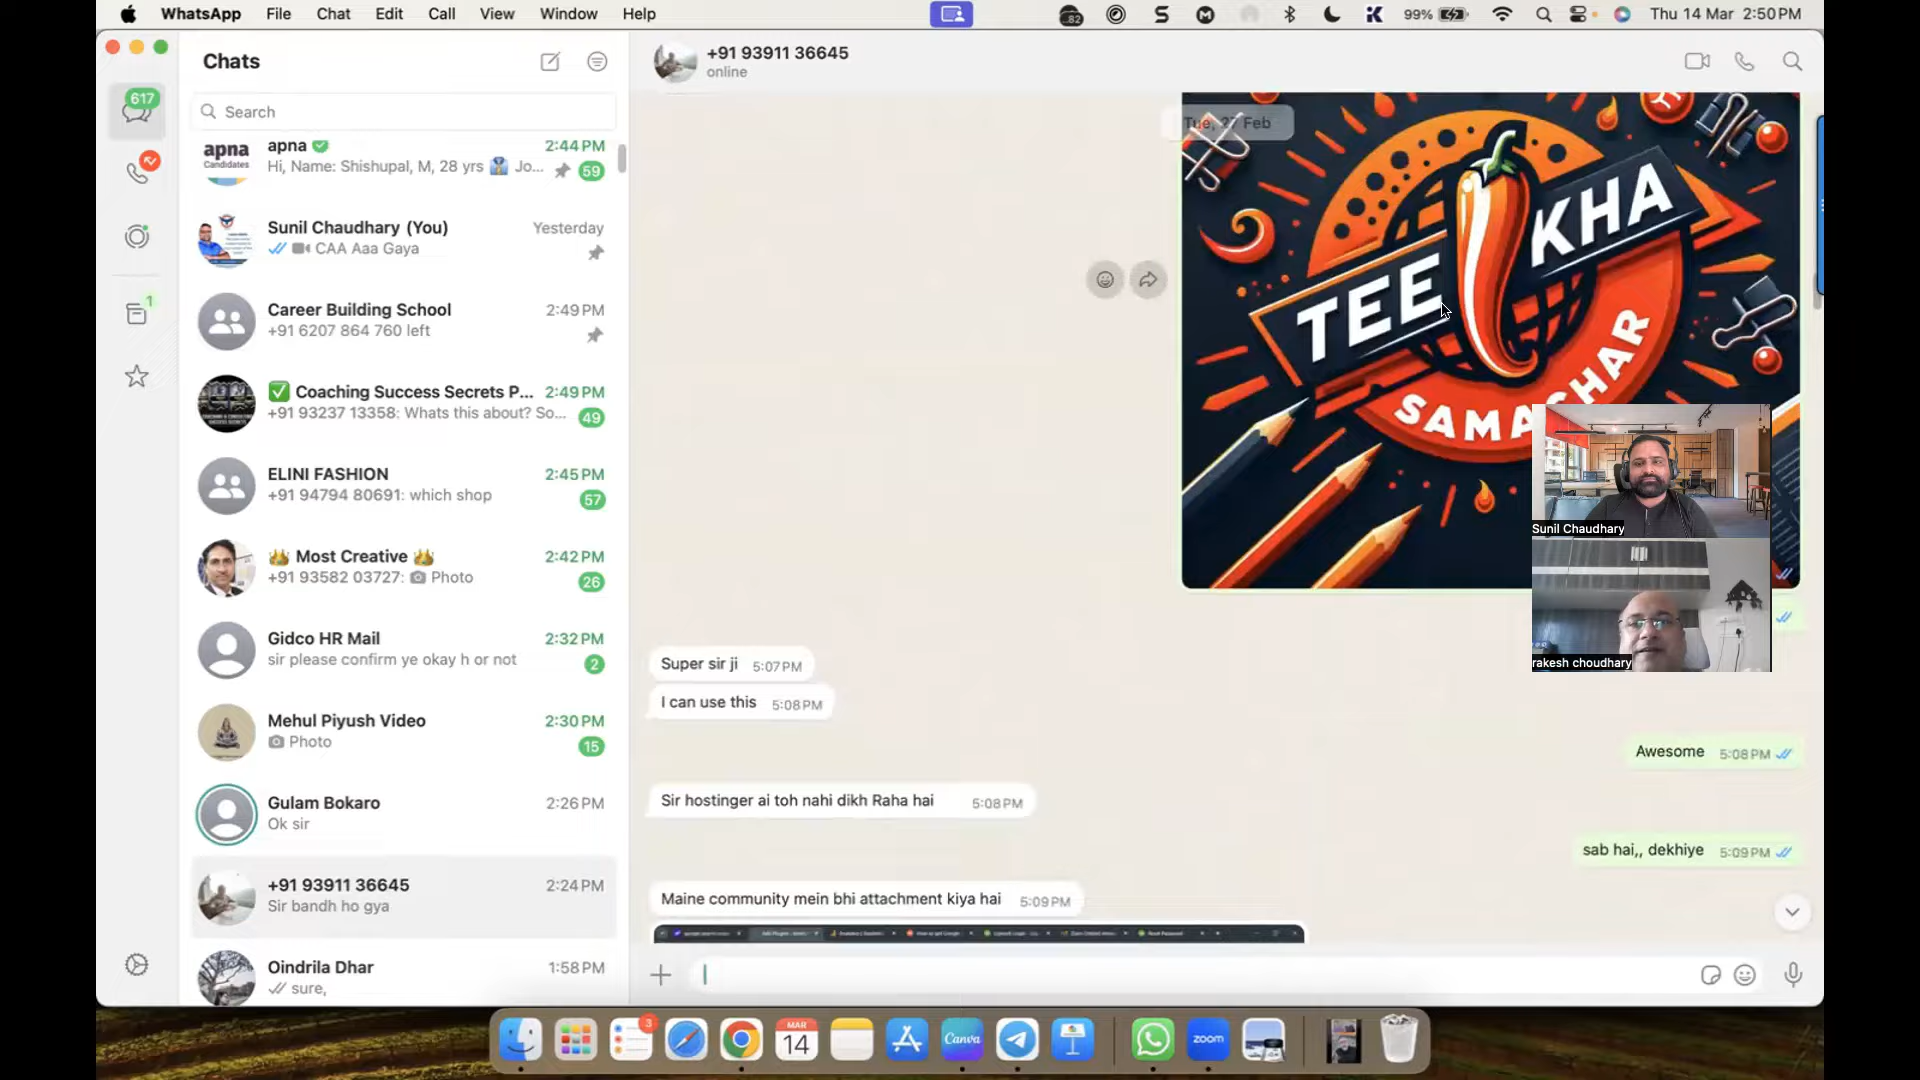 WhatsApp File Chat Edit Call View Window Help .82 99% Thu 14 Mar 2:50 PM
Chats
617
Search
apna 2:44 PM
apna Candidates
Hi, Name: Shishupal, M, 28 yrs Jo... 59
Sunil Chaudhary (You) Yesterday
CAA Aaa Gaya
Career Building School 2:49 PM
+91 6207 864 760 left
1
✅ Coaching Success Secrets P... 2:49 PM
+91 93237 13358: Whats this about? So... 49
ELINI FASHION 2:45 PM
+91 94794 80691: which shop 57
👑 Most Creative 👑 2:42 PM
+91 93582 03727: Photo 26
Gidco HR Mail 2:32 PM
sir please confirm ye okay h or not 2
Mehul Piyush Video 2:30 PM
Photo 15
Gulam Bokaro 2:26 PM
Ok sir
+91 93911 36645 2:24 PM
Sir bandh ho gya
Oindrila Dhar 1:58 PM
sure,
+91 93911 36645
online
Tue, 27 Feb
TEE KHA
SAMACHAR
Sunil Chaudhary
rakesh choudhary
Super sir ji 5:07 PM
I can use this 5:08 PM
Awesome 5:08 PM
Sir hostinger ai toh nahi dikh Raha hai 5:08 PM
sab hai,, dekhiye 5:09 PM
Maine community mein bhi attachment kiya hai 5:09 PM
3
MAR
14
Canva
zoom